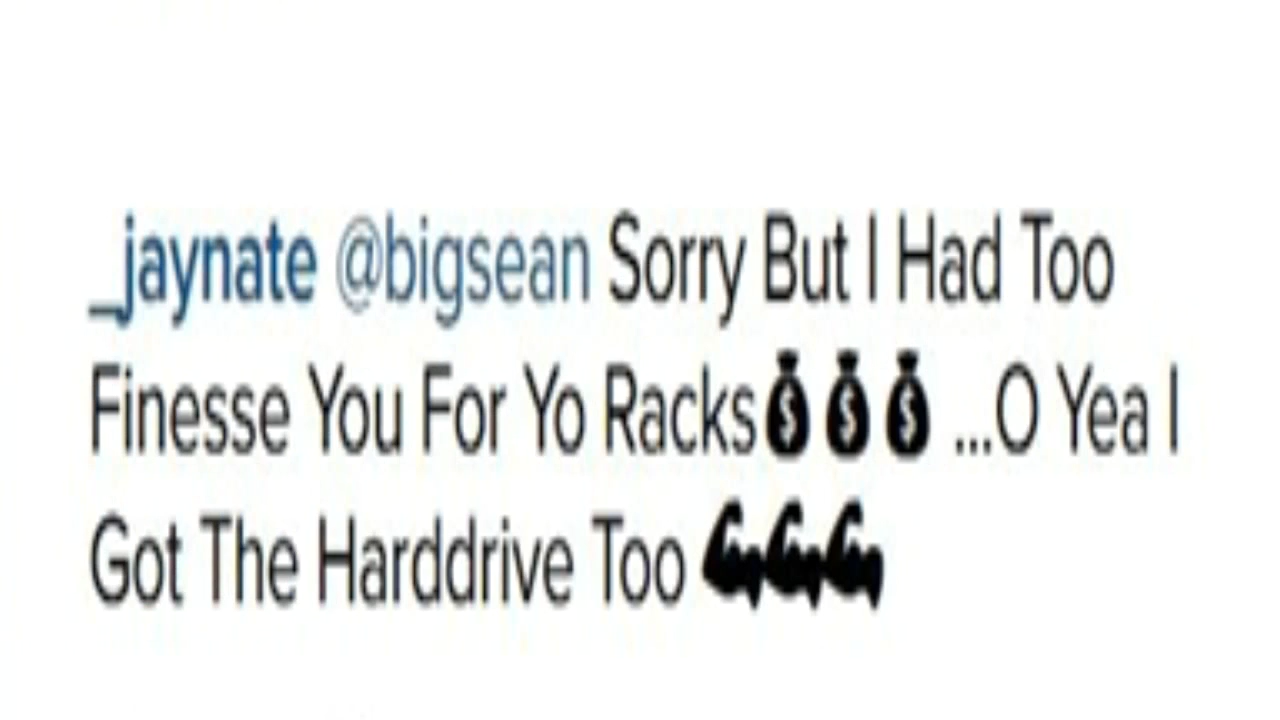 _jaynate @bigsean Sorry But I Had Too
Finesse You For Yo Racks💰💰💰 ...O Yea I
Got The Harddrive Too 💪💪💪